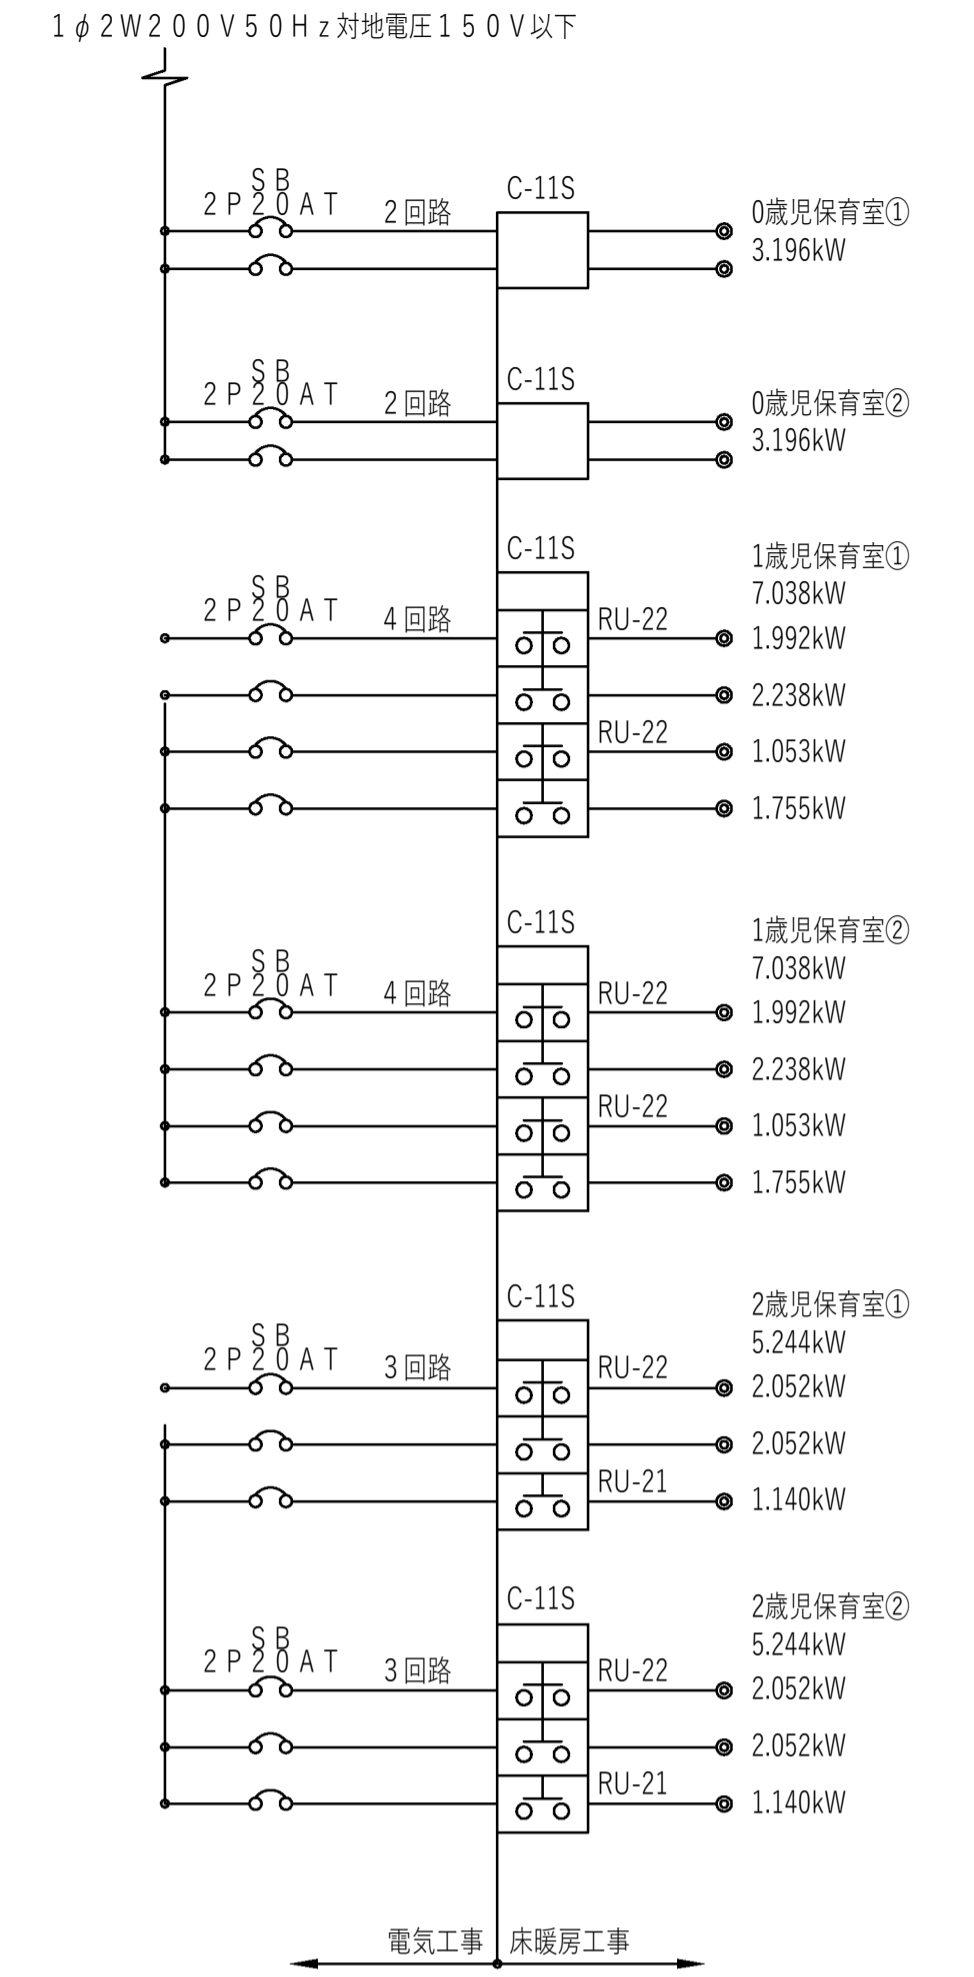 1φ2W200V50Hz対地電圧150V以下
SB
2P20AT
2回路
C-11S
0歳児保育室①
3.196kW
SB
2P20AT
2回路
C-11S
0歳児保育室②
3.196kW
C-11S
1歳児保育室①
7.038kW
SB
2P20AT
4回路
RU-22
1.992kW
2.238kW
RU-22
1.053kW
1.755kW
C-11S
1歳児保育室②
7.038kW
SB
2P20AT
4回路
RU-22
1.992kW
2.238kW
RU-22
1.053kW
1.755kW
C-11S
2歳児保育室①
5.244kW
SB
2P20AT
3回路
RU-22
2.052kW
2.052kW
RU-21
1.140kW
C-11S
2歳児保育室②
5.244kW
SB
2P20AT
3回路
RU-22
2.052kW
2.052kW
RU-21
1.140kW
電気工事
床暖房工事